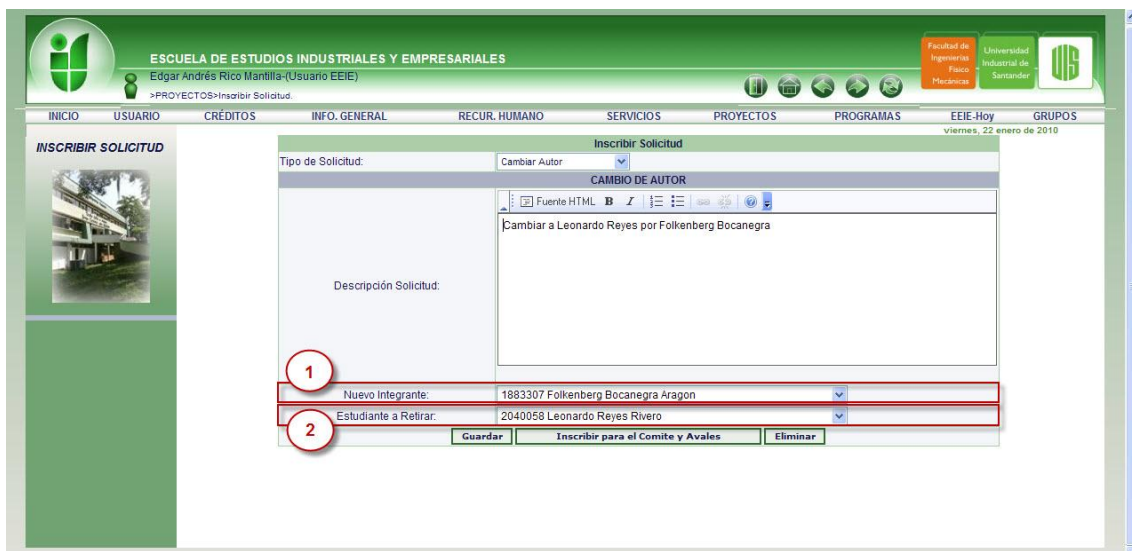 ESCUELA DE ESTUDIOS INDUSTRIALES Y EMPRESARIALES
Edgar Andrés Rico Mantilla-(Usuario EEIE)
>PROYECTOS>Inscribir Solicitud.
Facultad de
Ingenierías
Físico
Mecánicas
Universidad
Industrial de
Santander
INICIO USUARIO CRÉDITOS INFO. GENERAL RECUR. HUMANO SERVICIOS PROYECTOS PROGRAMAS EEIE-Hoy GRUPOS
viernes, 22 enero de 2010
INSCRIBIR SOLICITUD
Inscribir Solicitud
Tipo de Solicitud: Cambiar Autor
CAMBIO DE AUTOR
Fuente HTML B I
Cambiar a Leonardo Reyes por Folkenberg Bocanegra
Descripción Solicitud:
1
Nuevo Integrante: 1883307 Folkenberg Bocanegra Aragon
Estudiante a Retirar: 2040058 Leonardo Reyes Rivero
2
Guardar Inscribir para el Comite y Avales Eliminar